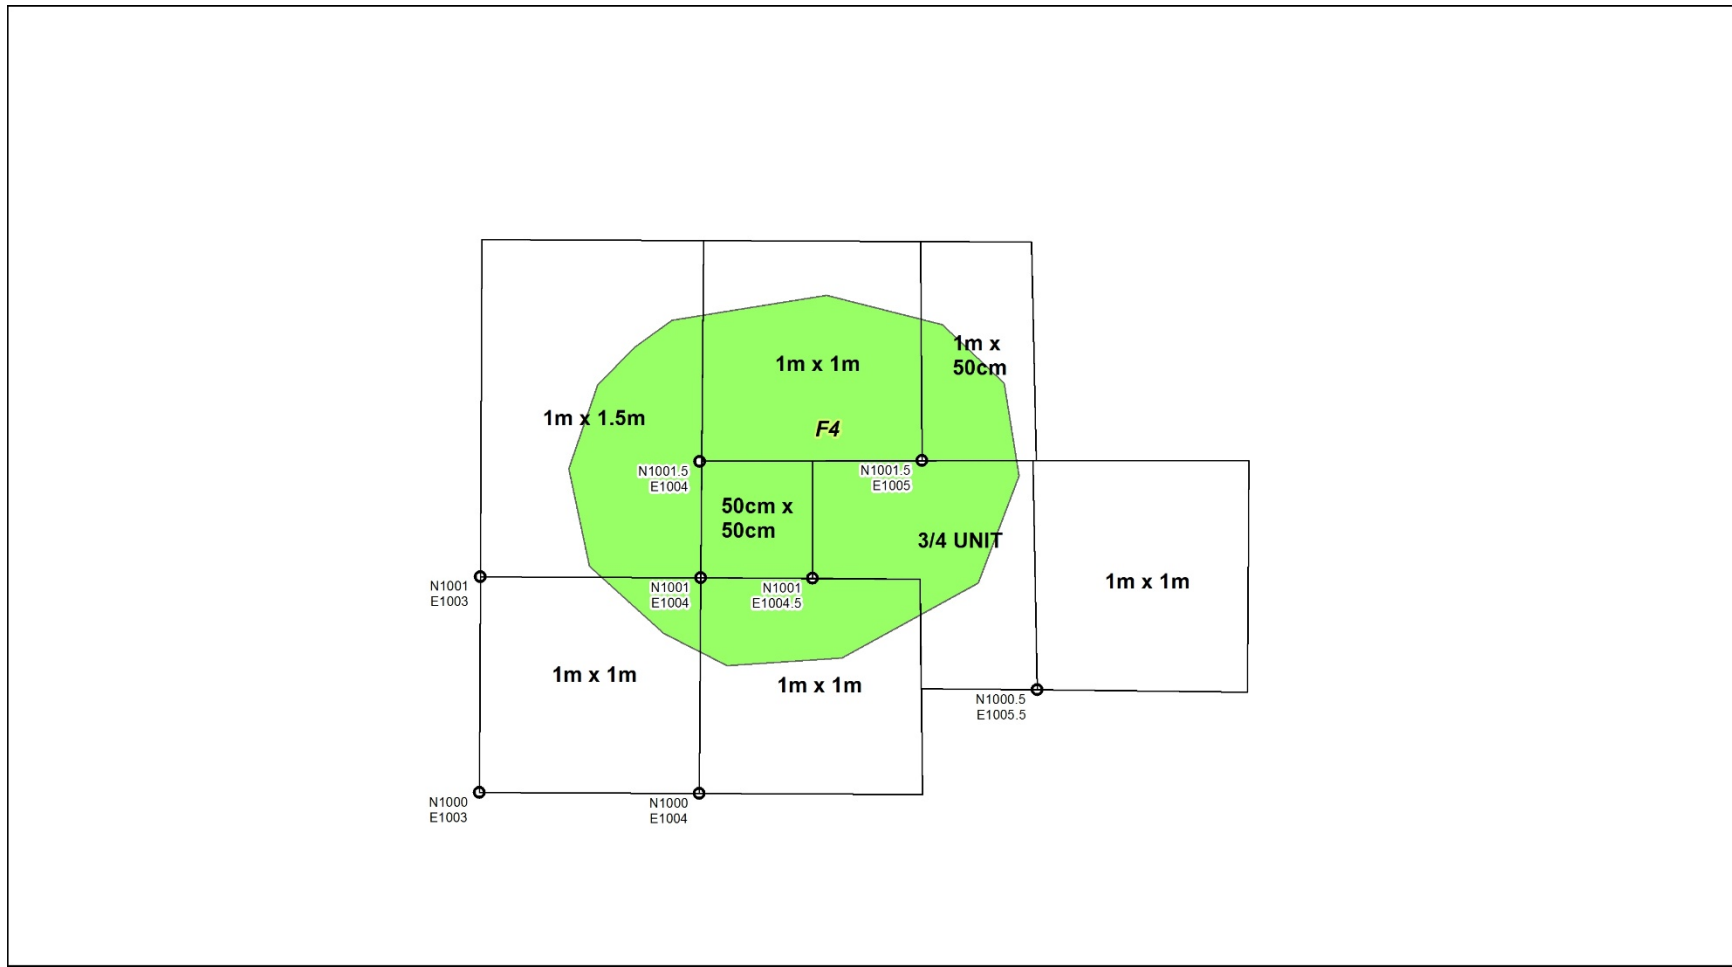 1m x
50cm
1m x 1m
1m x 1.5m
F4
N1001.5
E1004
N1001.5
E1005
50cm x
50cm
3/4 UNIT
1m x 1m
N1001
E1003
N1001
E1004
N1001
E1004.5
1m x 1m
1m x 1m
N1000.5
E1005.5
N1000
E1003
N1000
E1004